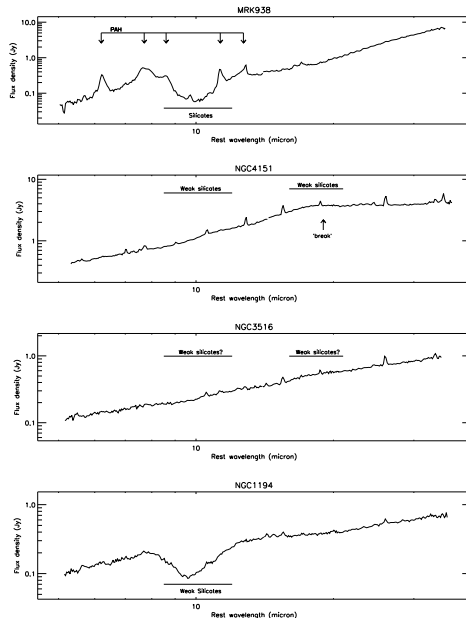 MRK938
PAH
Silicates
Flux density (Jy)
10.0
1.0
0.1
10
Rest wavelength (micron)
NGC4151
Weak silicates
Weak silicates
'break'
Flux density (Jy)
10
1
10
Rest wavelength (micron)
NGC3516
Weak silicates?
Weak silicates?
Flux density (Jy)
1.0
0.1
10
Rest wavelength (micron)
NGC1194
Weak Silicates
Flux density (Jy)
1.0
0.1
10
Rest wavelength (micron)